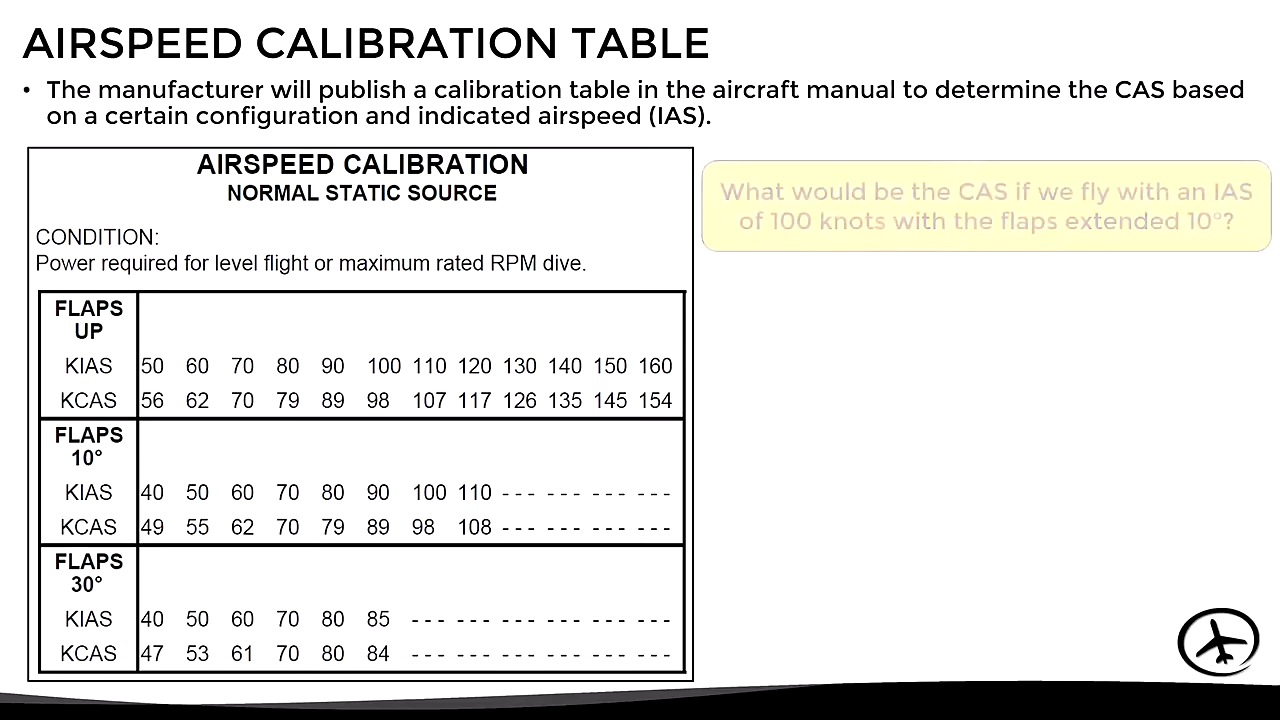 AIRSPEED CALIBRATION TABLE
• The manufacturer will publish a calibration table in the aircraft manual to determine the CAS based
on a certain configuration and indicated airspeed (IAS).
AIRSPEED CALIBRATION
NORMAL STATIC SOURCE
CONDITION:
Power required for level flight or maximum rated RPM dive.
FLAPS
UP
KIAS 50 60 70 80 90 100 110 120 130 140 150 160
KCAS 56 62 70 79 89 98 107 117 126 135 145 154
FLAPS
10°
KIAS 40 50 60 70 80 90 100 110 - - - - - - - - - - - -
KCAS 49 55 62 70 79 89 98 108 - - - - - - - - - - - -
FLAPS
30°
KIAS 40 50 60 70 80 85 - - - - - - - - - - - - - - - - - -
KCAS 47 53 61 70 80 84 - - - - - - - - - - - - - - - - - -
What would be the CAS if we fly with an IAS
of 100 knots with the flaps extended 10°?